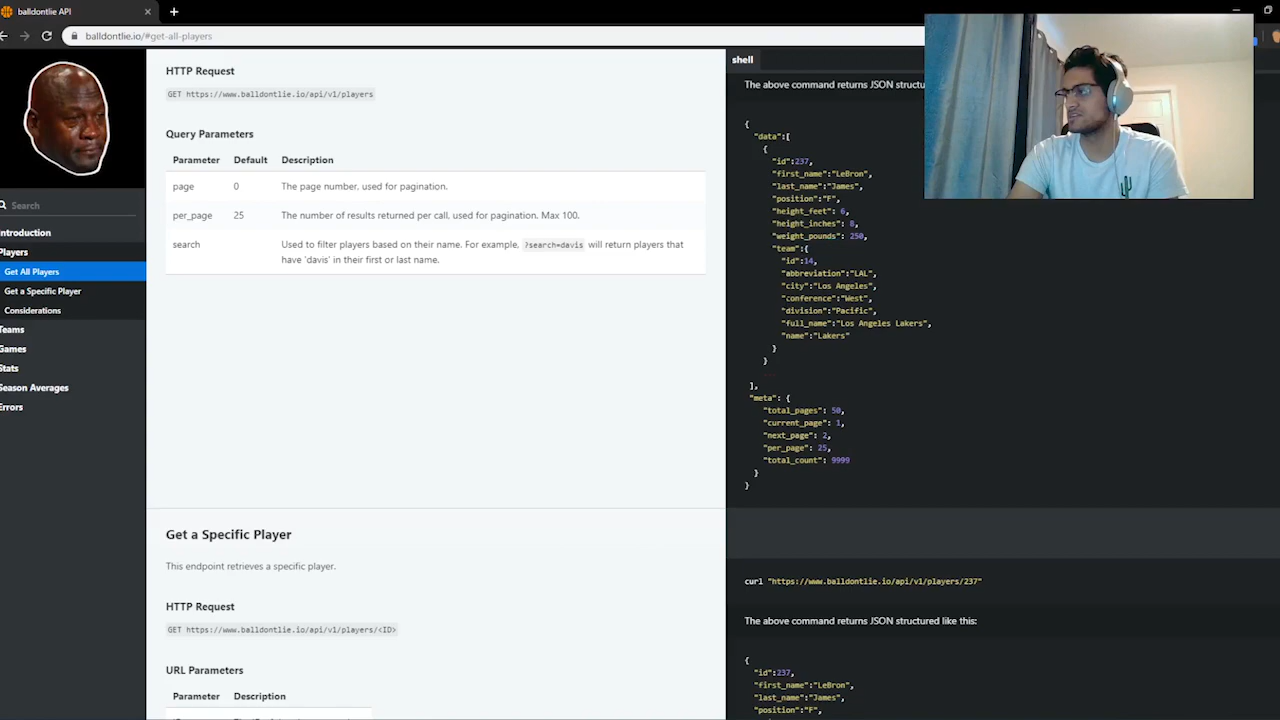 balldontlie API
balldontlie.io/#get-all-players
Search
Introduction
Players
Get All Players
Get a Specific Player
Considerations
Teams
Games
Stats
Season Averages
Errors
HTTP Request
GET https://www.balldontlie.io/api/v1/players
Query Parameters
Parameter Default Description
page 0 The page number, used for pagination.
per_page 25 The number of results returned per call, used for pagination. Max 100.
search Used to filter players based on their name. For example, ?search=davis will return players that
have 'davis' in their first or last name.
Get a Specific Player
This endpoint retrieves a specific player.
HTTP Request
GET https://www.balldontlie.io/api/v1/players/<ID>
URL Parameters
Parameter Description
shell
The above command returns JSON structu
{
"data":[
{
"id":237,
"first_name":"LeBron",
"last_name":"James",
"position":"F",
"height_feet": 6,
"height_inches": 8,
"weight_pounds": 250,
"team":{
"id":14,
"abbreviation":"LAL",
"city":"Los Angeles",
"conference":"West",
"division":"Pacific",
"full_name":"Los Angeles Lakers",
"name":"Lakers"
}
}
...
],
"meta": {
"total_pages": 50,
"current_page": 1,
"next_page": 2,
"per_page": 25,
"total_count": 9999
}
}
curl "https://www.balldontlie.io/api/v1/players/237"
The above command returns JSON structured like this:
{
"id":237,
"first_name":"LeBron",
"last_name":"James",
"position":"F",